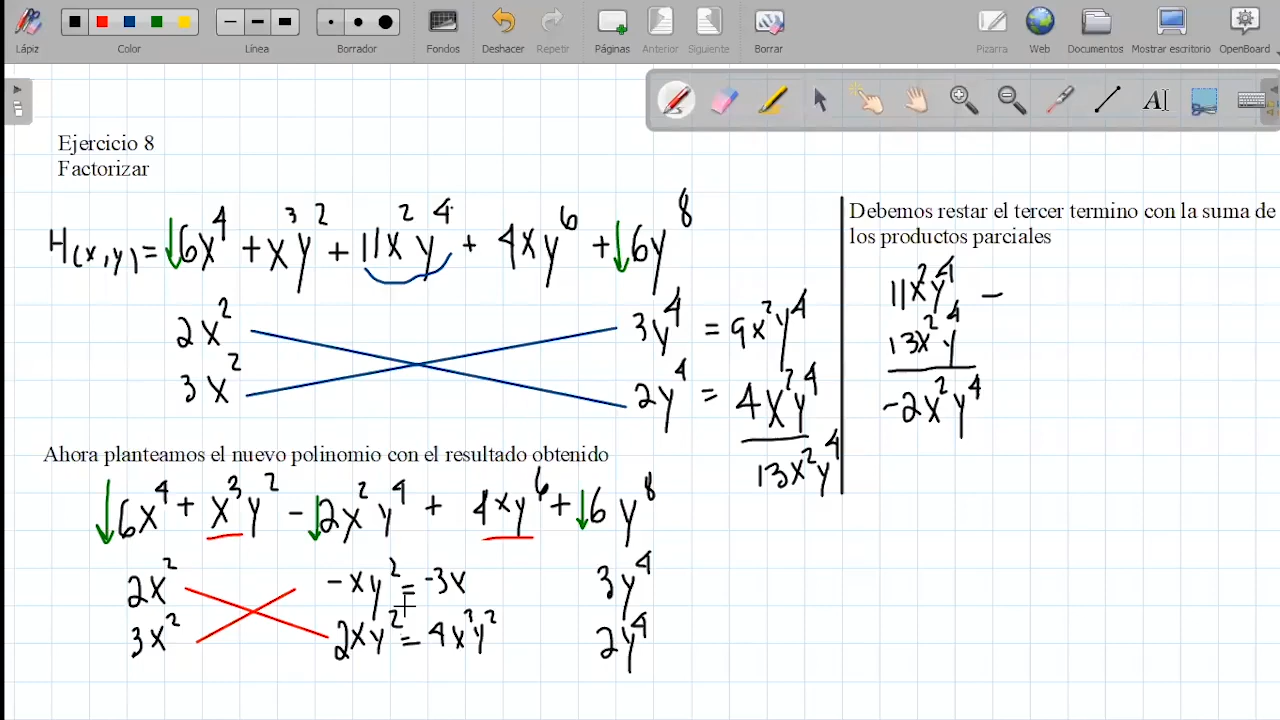 Lápiz Color Línea Borrador Fondos Deshacer Repetir Páginas Anterior Siguiente Borrar Pizarra Web Documentos Mostrar escritorio OpenBoard
Ejercicio 8
Factorizar
H(x,y) = 6x⁴ + x³y² + 11x²y⁴ + 4xy⁶ + 6y⁸
2x² 3y⁴ = 9x²y⁴
3x² 2y⁴ = 4x²y⁴
13x²y⁴
Debemos restar el tercer termino con la suma de
los productos parciales
11x²y⁴ −
13x²y⁴
-2x²y⁴
Ahora planteamos el nuevo polinomio con el resultado obtenido
6x⁴ + x³y² - 2x²y⁴ + 4xy⁶ + 6y⁸
2x² -xy² = -3x 3y⁴
3x² 2xy² = 4x³y² 2y⁴